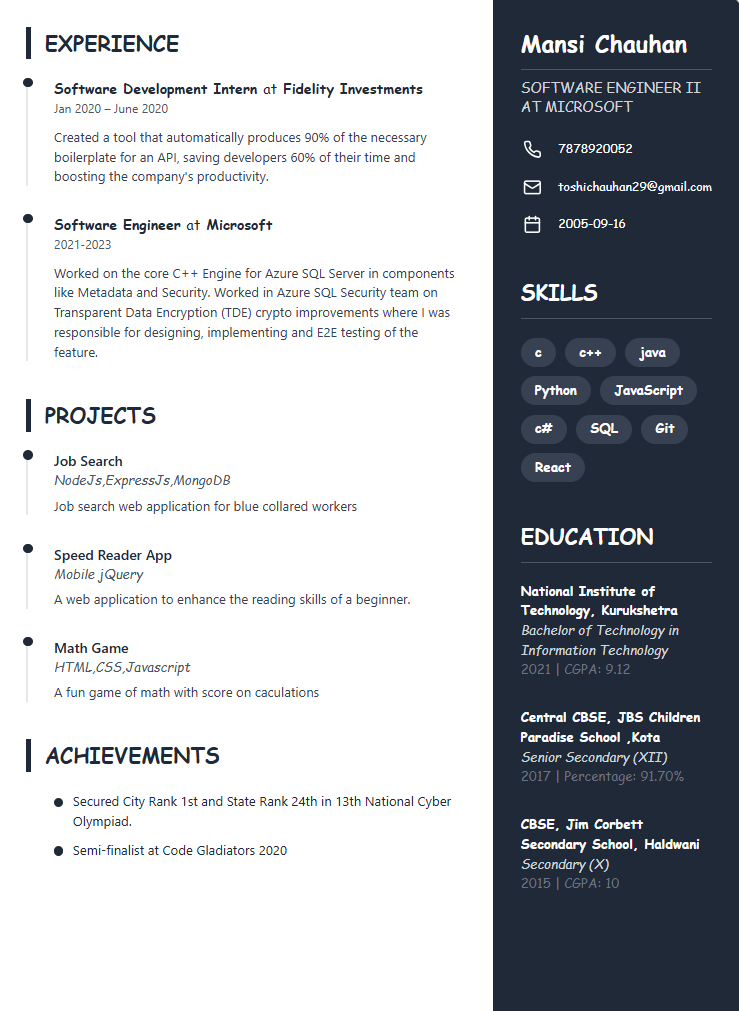 EXPERIENCE
Software Development Intern at Fidelity Investments
Jan 2020 – June 2020
Created a tool that automatically produces 90% of the necessary
boilerplate for an API, saving developers 60% of their time and
boosting the company's productivity.
Software Engineer at Microsoft
2021-2023
Worked on the core C++ Engine for Azure SQL Server in components
like Metadata and Security. Worked in Azure SQL Security team on
Transparent Data Encryption (TDE) crypto improvements where I was
responsible for designing, implementing and E2E testing of the
feature.
PROJECTS
Job Search
NodeJs,ExpressJs,MongoDB
Job search web application for blue collared workers
Speed Reader App
Mobile jQuery
A web application to enhance the reading skills of a beginner.
Math Game
HTML,CSS,Javascript
A fun game of math with score on caculations
ACHIEVEMENTS
Secured City Rank 1st and State Rank 24th in 13th National Cyber
Olympiad.
Semi-finalist at Code Gladiators 2020
Mansi Chauhan
SOFTWARE ENGINEER II
AT MICROSOFT
7878920052
toshichauhan29@gmail.com
2005-09-16
SKILLS
c c++ java
Python JavaScript
c# SQL Git
React
EDUCATION
National Institute of
Technology, Kurukshetra
Bachelor of Technology in
Information Technology
2021 | CGPA: 9.12
Central CBSE, JBS Children
Paradise School ,Kota
Senior Secondary (XII)
2017 | Percentage: 91.70%
CBSE, Jim Corbett
Secondary School, Haldwani
Secondary (X)
2015 | CGPA: 10